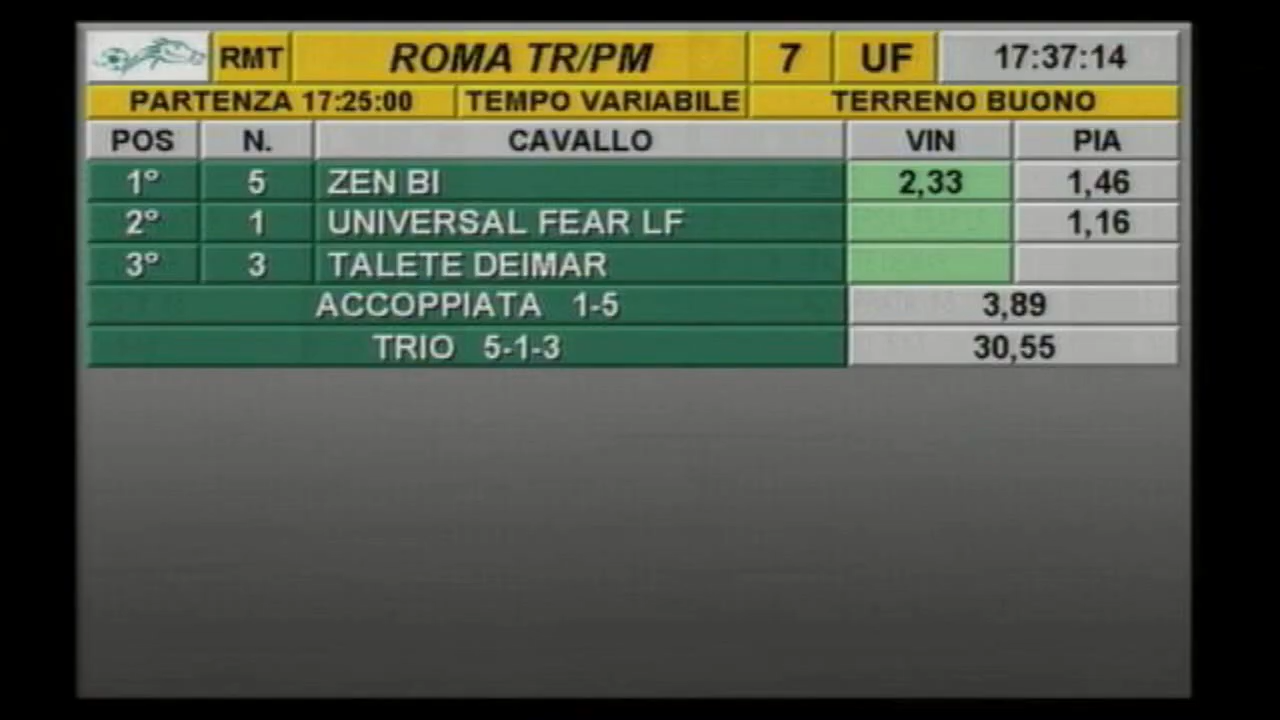 RMT ROMA TR/PM 7 UF 17:37:14
PARTENZA 17:25:00 TEMPO VARIABILE TERRENO BUONO
POS N. CAVALLO VIN PIA
1° 5 ZEN BI 2,33 1,46
2° 1 UNIVERSAL FEAR LF 1,16
3° 3 TALETE DEIMAR
ACCOPPIATA 1-5 3,89
TRIO 5-1-3 30,55